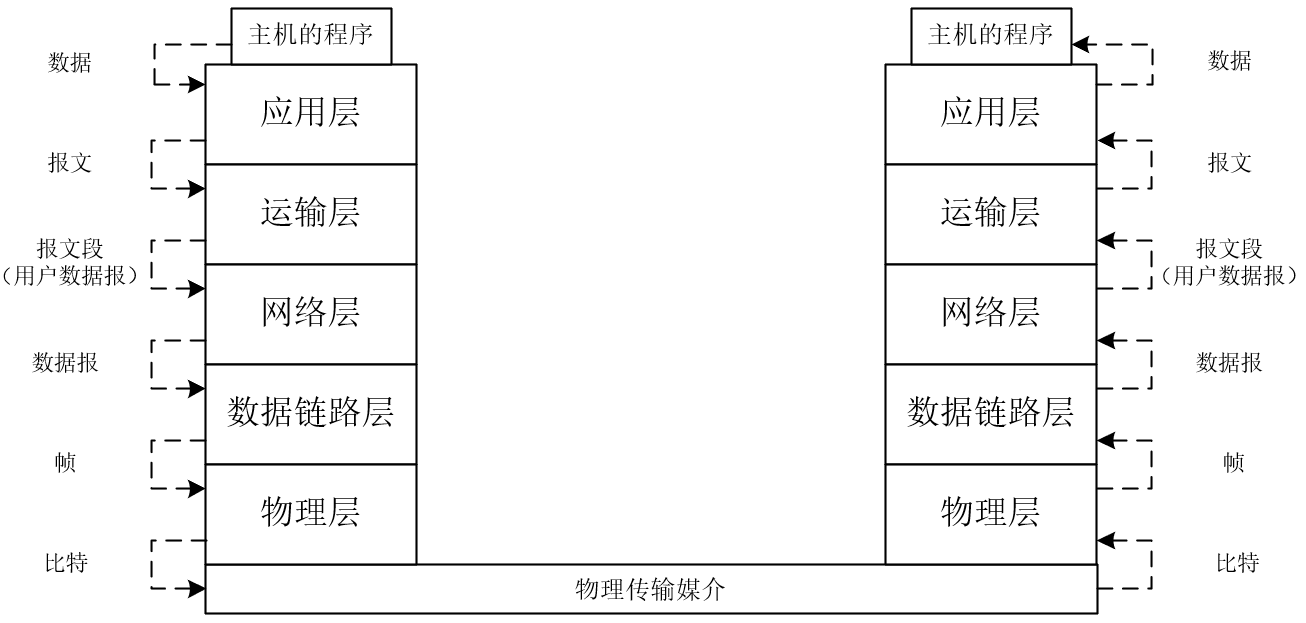 主机的程序
主机的程序
数据
数据
应用层
应用层
报文
报文
运输层
运输层
报文段
（用户数据报）
报文段
（用户数据报）
网络层
网络层
数据报
数据报
数据链路层
数据链路层
帧
帧
物理层
物理层
比特
比特
物理传输媒介